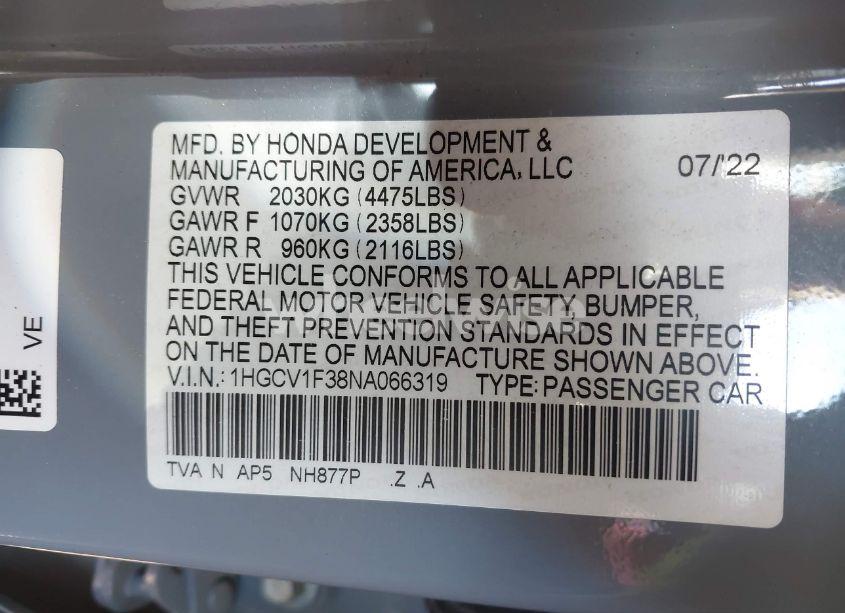 MFD. BY HONDA DEVELOPMENT &
MANUFACTURING OF AMERICA, LLC 07/'22
GVWR 2030KG (4475LBS)
GAWR F 1070KG (2358LBS)
GAWR R 960KG (2116LBS)
THIS VEHICLE CONFORMS TO ALL APPLICABLE
FEDERAL MOTOR VEHICLE SAFETY, BUMPER,
AND THEFT PREVENTION STANDARDS IN EFFECT
ON THE DATE OF MANUFACTURE SHOWN ABOVE.
V.I.N.: 1HGCV1F38NA066319 TYPE: PASSENGER CAR
TVA N AP5 NH877P .Z .A
VE